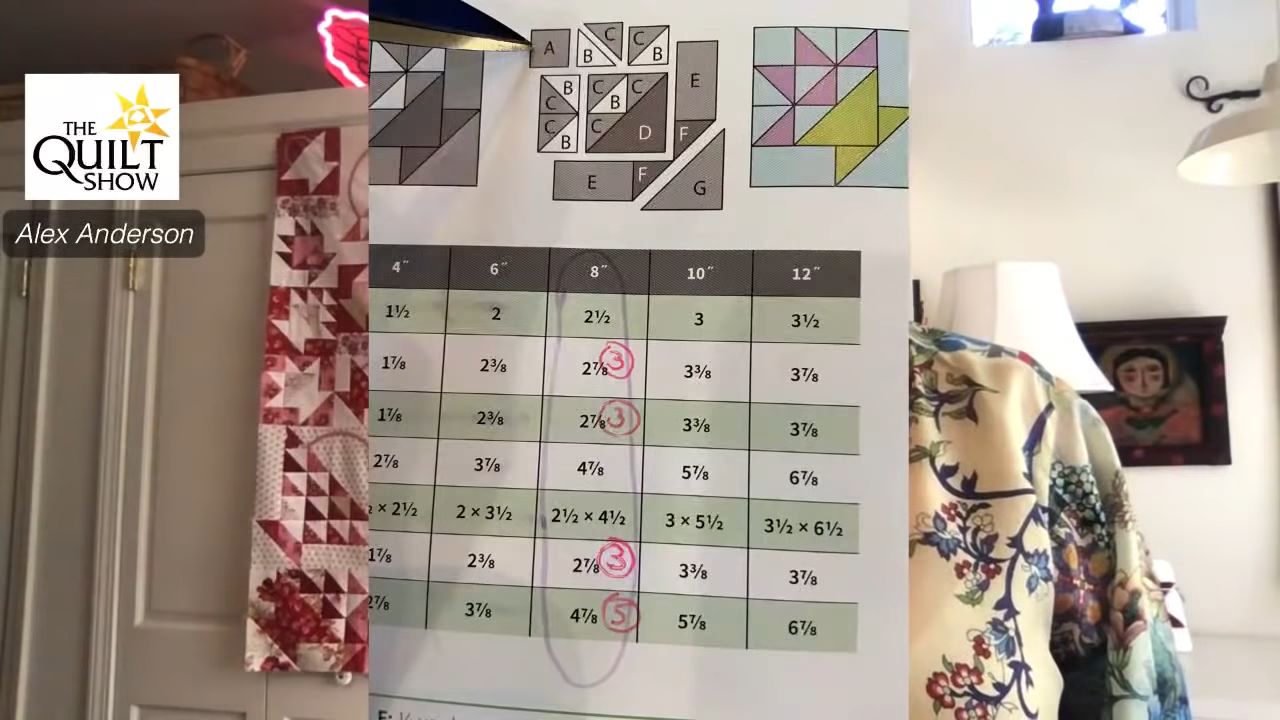 THE
QUILT
SHOW
Alex Anderson
A
B C
C B
C B
C B
C C
B
C D
E
F
E F
G
4″ 6″ 8″ 10″ 12″
1½ 2 2½ 3 3½
1⅞ 2⅜ 2⅞ 3 3⅜ 3⅞
1⅞ 2⅜ 2⅞ 3 3⅜ 3⅞
2⅞ 3⅞ 4⅞ 5⅞ 6⅞
× 2½ 2 × 3½ 2½ × 4½ 3 × 5½ 3½ × 6½
1⅞ 2⅜ 2⅞ 3 3⅜ 3⅞
2⅞ 3⅞ 4⅞ 5 5⅞ 6⅞